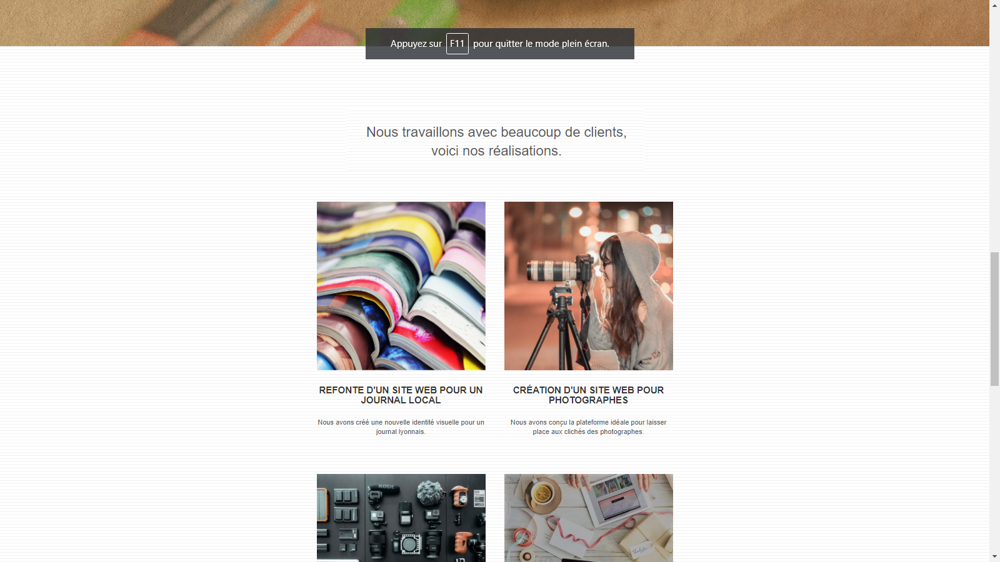 Appuyez sur F11 pour quitter le mode plein écran.
Nous travaillons avec beaucoup de clients,
voici nos réalisations.
REFONTE D'UN SITE WEB POUR UN
JOURNAL LOCAL
Nous avons créé une nouvelle identité visuelle pour un
journal lyonnais.
CRÉATION D'UN SITE WEB POUR
PHOTOGRAPHES
Nous avons conçu la plateforme idéale pour laisser
place aux clichés des photographes.
RODE